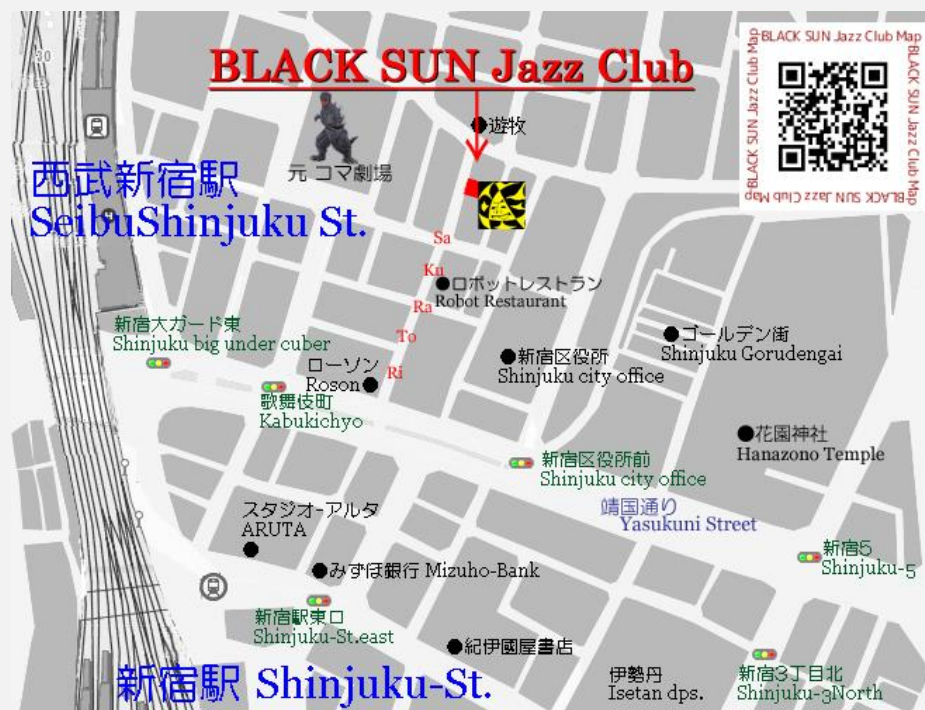 BLACK SUN Jazz Club
BLACK SUN Jazz Club Map
BLACK SUN Jazz Club Map
BLACK SUN Jazz Club Map
BLACK SUN Jazz Club Map
遊牧
元 コマ劇場
西武新宿駅
SeibuShinjuku St.
Sa
Ku
Ra
To
Ri
ロボットレストラン
Robot Restaurant
新宿大ガード東
Shinjuku big under cuber
ゴールデン街
Shinjuku Gorudengai
ローソン
Roson
新宿区役所
Shinjuku city office
歌舞伎町
Kabukichyo
花園神社
Hanazono Temple
新宿区役所前
Shinjuku city office
靖国通り
Yasukuni Street
スタジオ-アルタ
ARUTA
新宿5
Shinjuku-5
みずほ銀行 Mizuho-Bank
新宿駅東口
Shinjuku-St.east
紀伊國屋書店
伊勢丹
Isetan dps.
新宿3丁目北
Shinjuku-3North
新宿駅 Shinjuku-St.